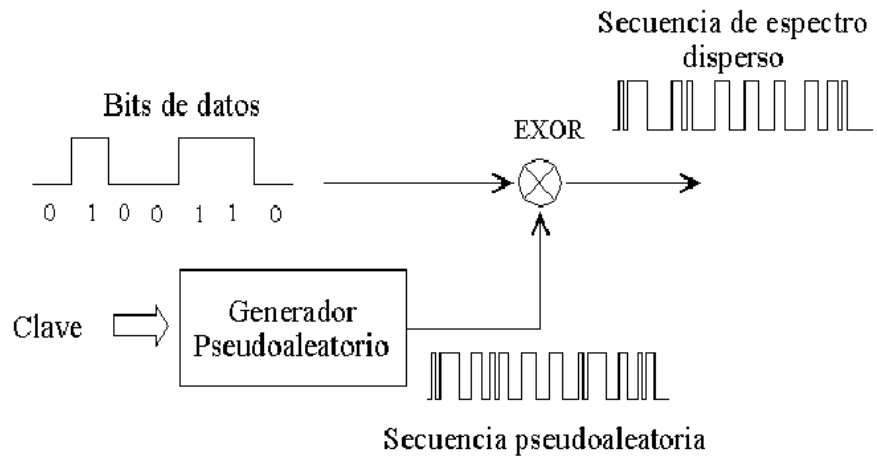 Secuencia de espectro
disperso
Bits de datos
EXOR
0 1 0 0 1 1 0
Clave
Generador
Pseudoaleatorio
Secuencia pseudoaleatoria